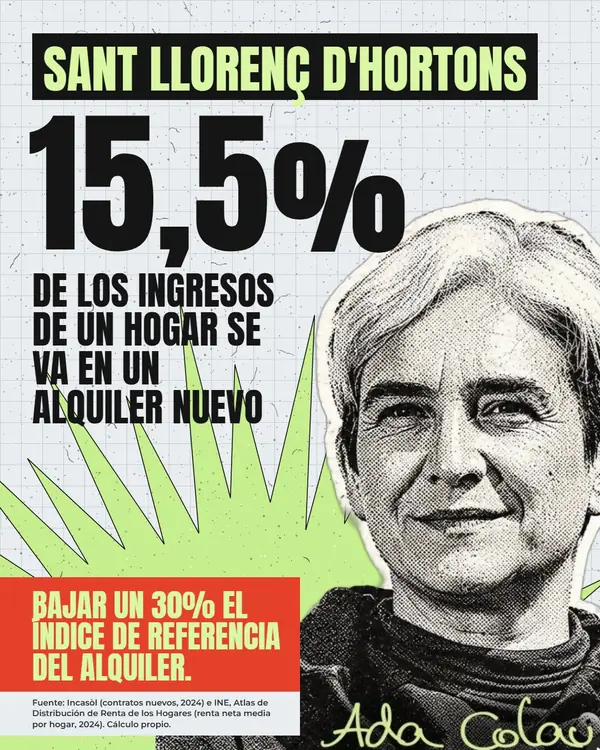 SANT LLORENÇ D'HORTONS
15,5%
DE LOS INGRESOS
DE UN HOGAR SE
VA EN UN
ALQUILER NUEVO
BAJAR UN 30% EL
ÍNDICE DE REFERENCIA
DEL ALQUILER.
Fuente: Incasòl (contratos nuevos, 2024) e INE, Atlas de
Distribución de Renta de los Hogares (renta neta media
por hogar, 2024). Cálculo propio.
Ada Colau